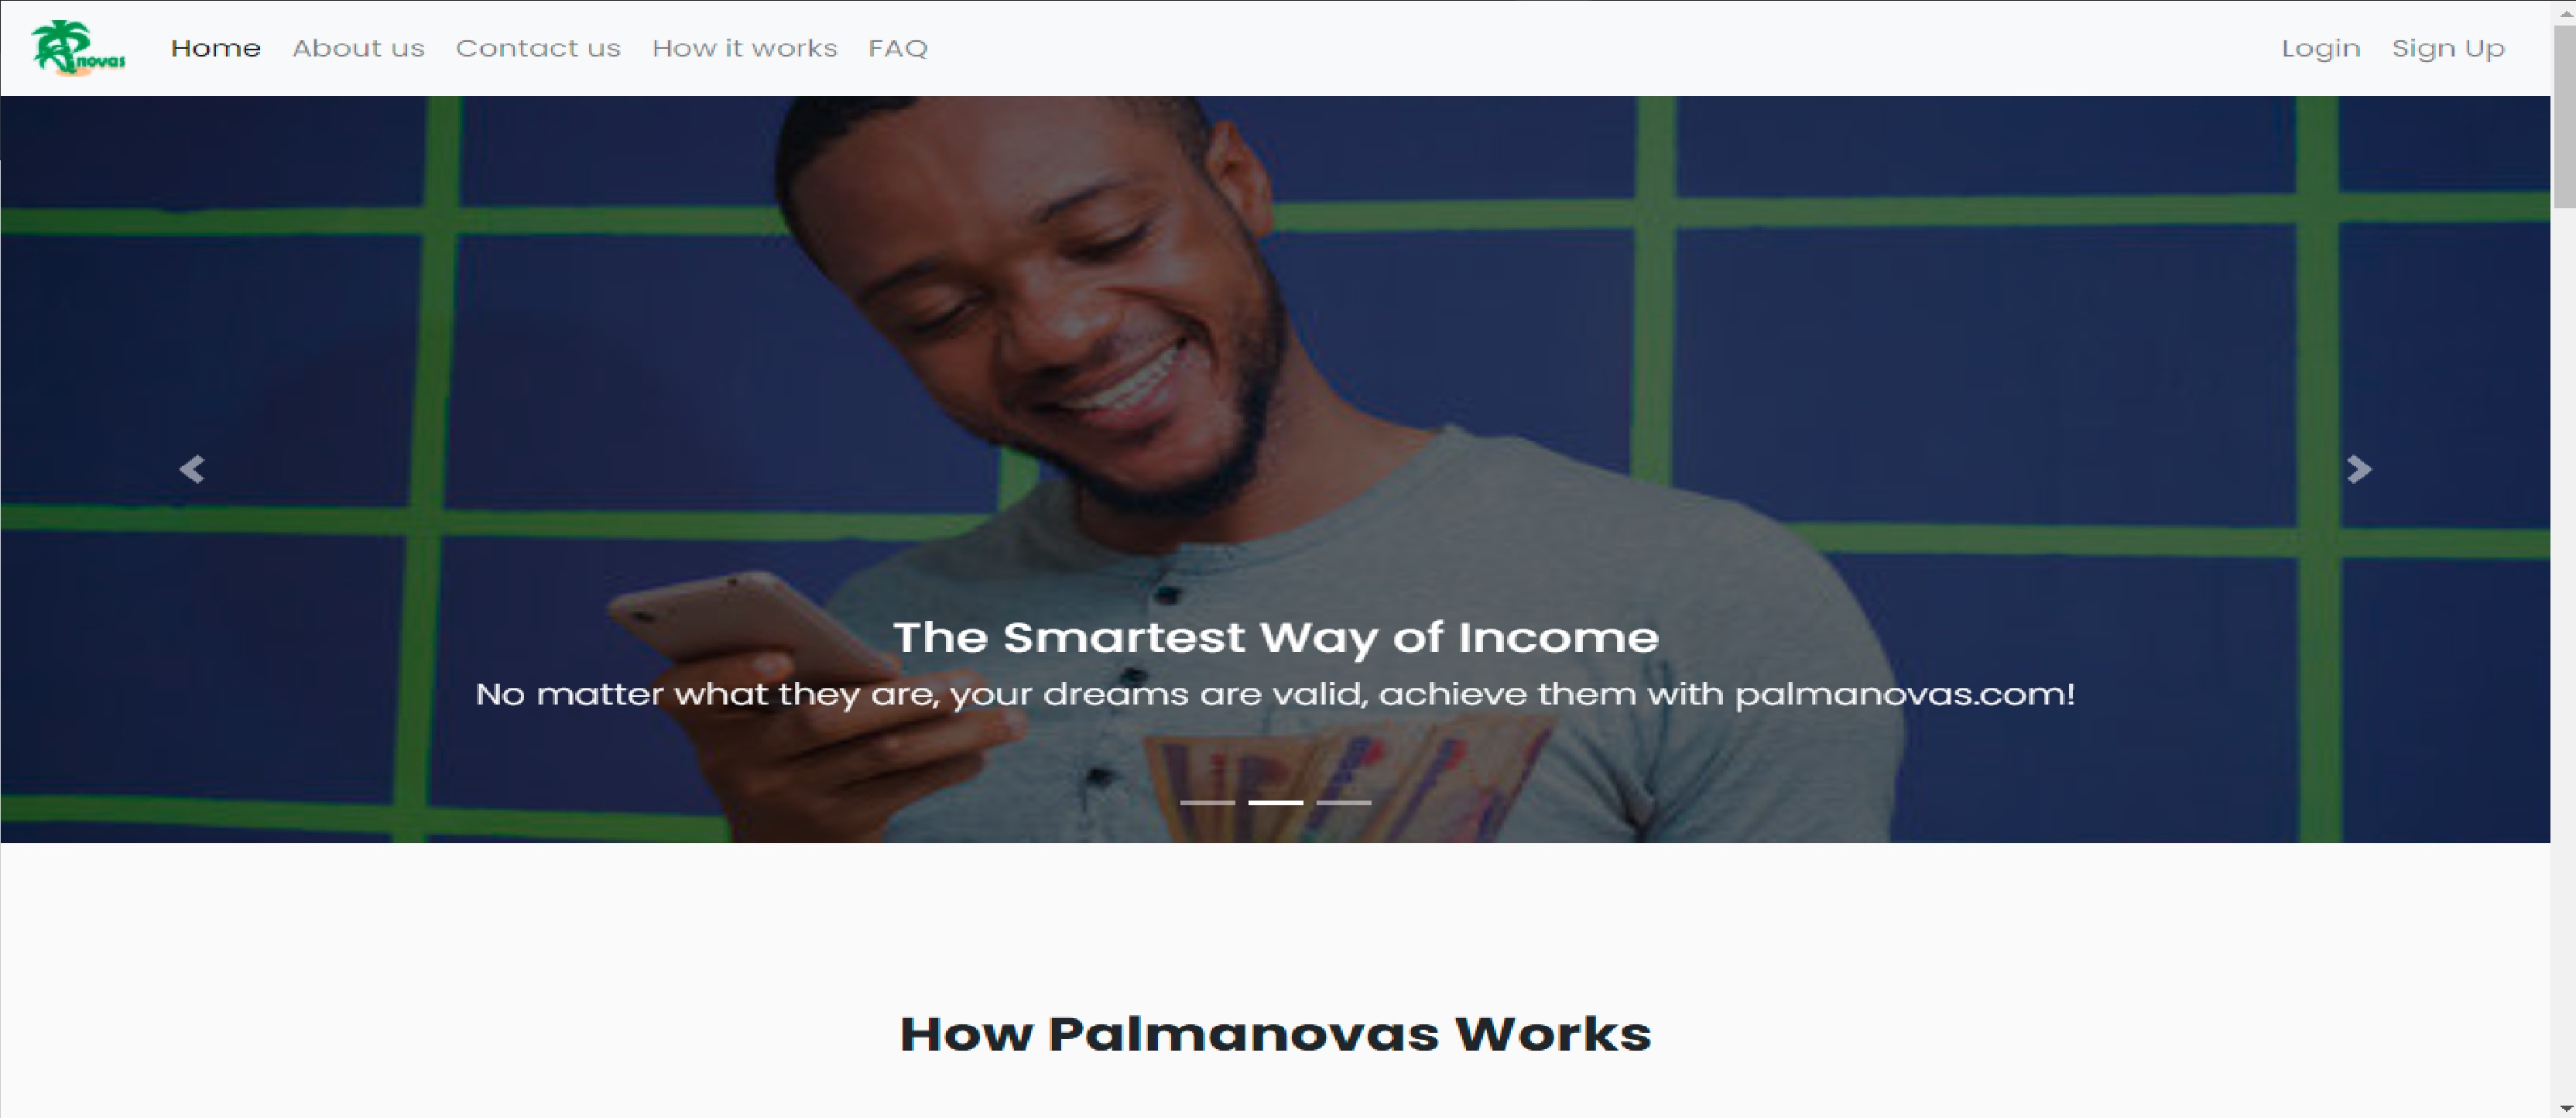 novas
Home
About us
Contact us
How it works
FAQ
Login
Sign Up
The Smartest Way of Income
No matter what they are, your dreams are valid, achieve them with palmanovas.com!
How Palmanovas Works